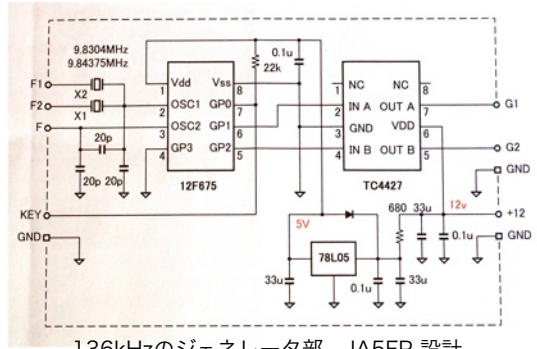 9.8304MHz
9.84375MHz
F1
X2
F2
X1
F
20p
20p 20p
KEY
GND
1 Vdd Vss 8
2 OSC1 GP0 7
3 OSC2 GP1 6
4 GP3 GP2 5
12F675
0.1u
22k
1 NC NC 8
2 IN A OUT A 7
3 GND VDD 6
4 IN B OUT B 5
TC4427
G1
G2
GND
+12
GND
5V
12v
680 33u
0.1u
78L05
33u
0.1u
33u
136kHzのジェネレータ部 JA5FP 設計